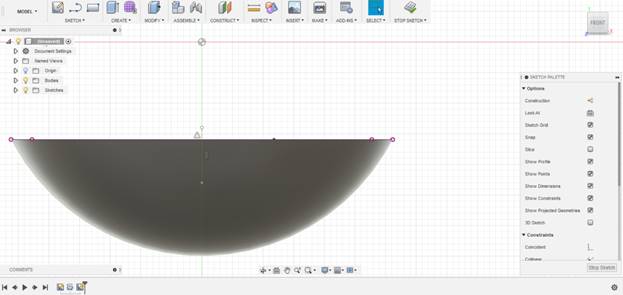 MODEL
SKETCH
CREATE
MODIFY
ASSEMBLE
CONSTRUCT
INSPECT
INSERT
MAKE
ADD-INS
SELECT
STOP SKETCH
BROWSER
(Unsaved)
Document Settings
Named Views
Origin
Bodies
Sketches
FRONT
SKETCH PALETTE
Options
Construction
Look At
Sketch Grid
Snap
Slice
Show Profile
Show Points
Show Dimensions
Show Constraints
Show Projected Geometries
3D Sketch
Constraints
Coincident
Collinear
Stop Sketch
COMMENTS